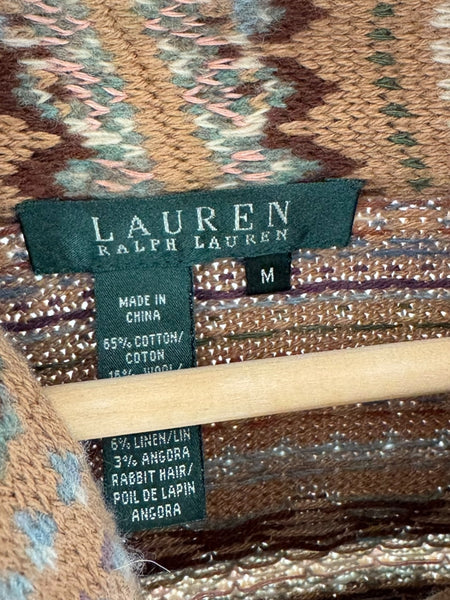 LAUREN
RALPH LAUREN
M
MADE IN
CHINA
65% COTTON/
COTON
WOOL/
6% LINEN/LIN
3% ANGORA
RABBIT HAIR/
POIL DE LAPIN
ANGORA